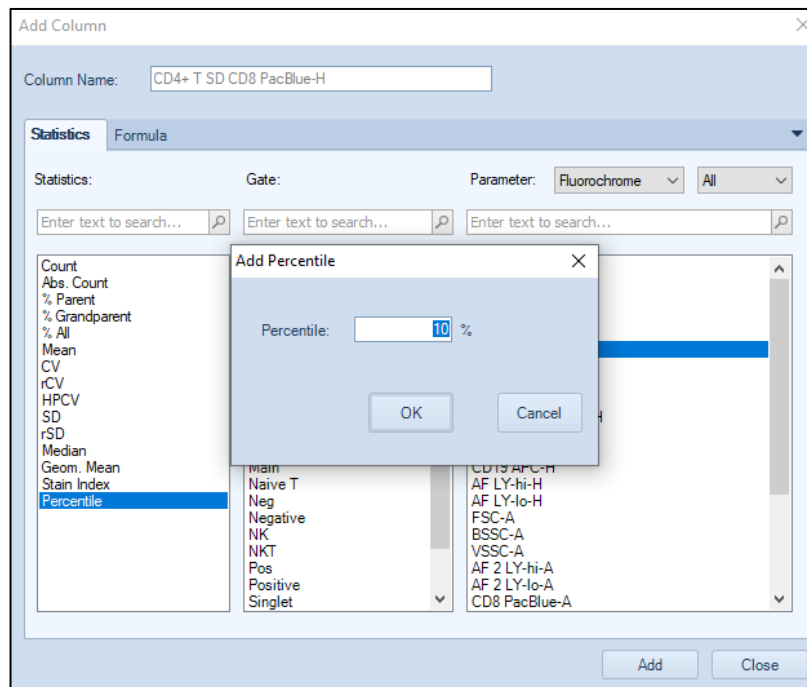 Add Column
Column Name: CD4+ T SD CD8 PacBlue-H
Statistics Formula
Statistics: Gate: Parameter: Fluorochrome All
Enter text to search... Enter text to search... Enter text to search...
Add Percentile
Percentile: 10 %
OK Cancel
Count
Abs. Count
% Parent
% Grandparent
% All
Mean
CV
rCV
HPCV
SD
rSD
Median
Geom. Mean
Stain Index
Percentile
Main
Naive T
Neg
Negative
NK
NKT
Pos
Positive
Singlet
CD19 APC-H
AF LY-hi-H
AF LY-lo-H
FSC-A
BSSC-A
VSSC-A
AF 2 LY-hi-A
AF 2 LY-lo-A
CD8 PacBlue-A
Add Close